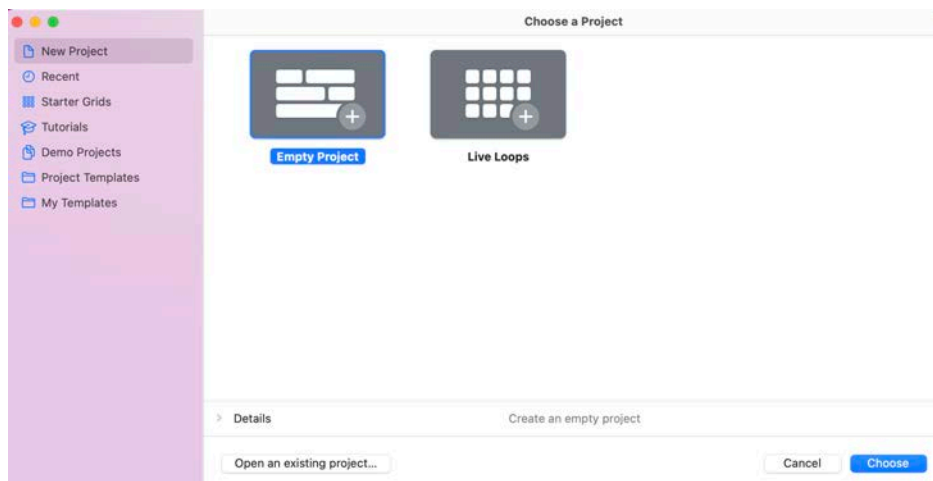 Choose a Project
New Project
Recent
Starter Grids
Tutorials
Demo Projects
Project Templates
My Templates
Empty Project
Live Loops
Details
Create an empty project
Open an existing project...
Cancel
Choose